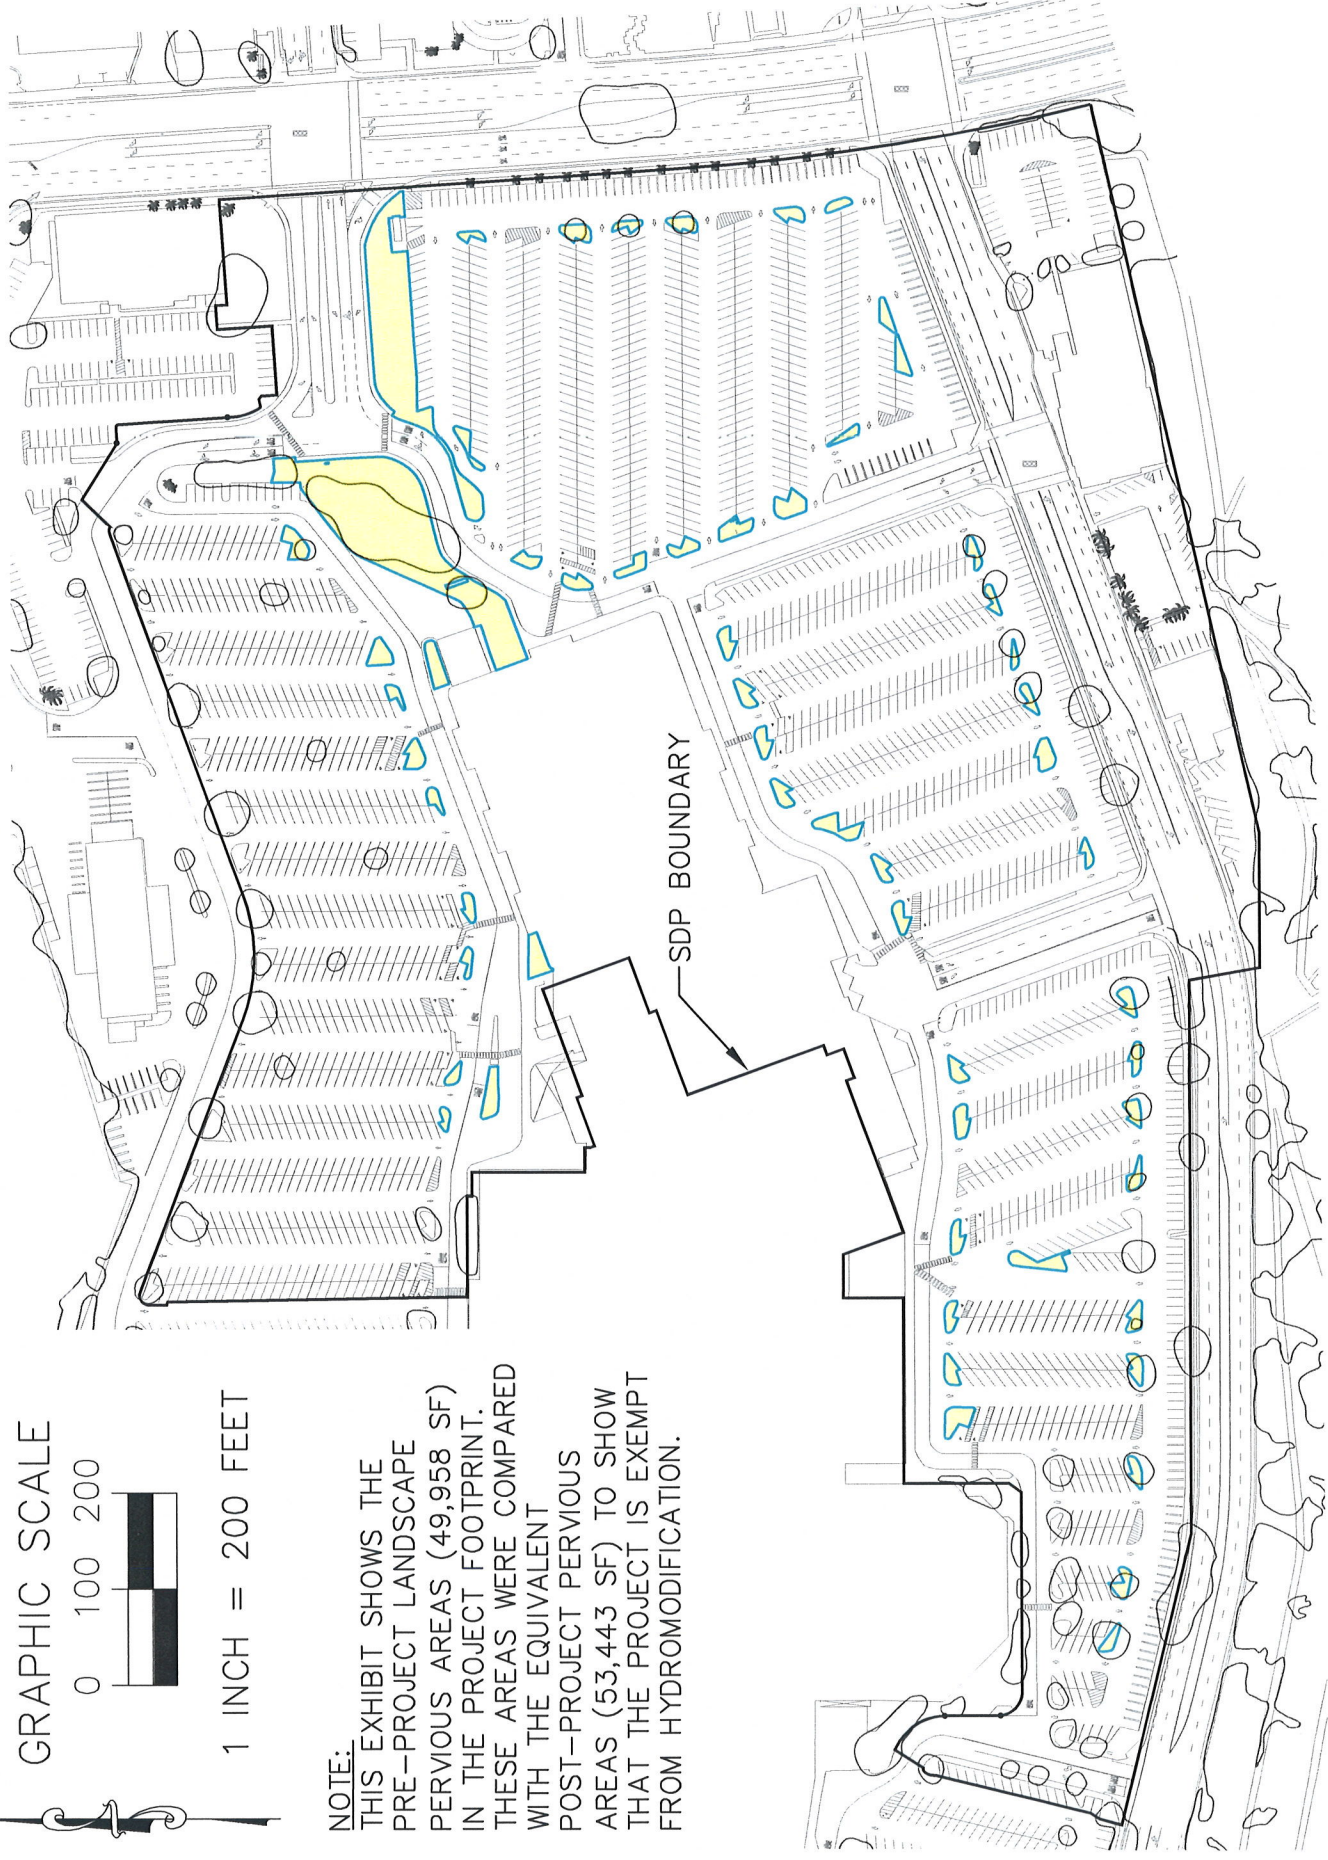 GRAPHIC SCALE
0 100 200
1 INCH = 200 FEET
NOTE:
THIS EXHIBIT SHOWS THE
PRE-PROJECT LANDSCAPE
PERVIOUS AREAS (49,958 SF)
IN THE PROJECT FOOTPRINT.
THESE AREAS WERE COMPARED
WITH THE EQUIVALENT
POST-PROJECT PERVIOUS
AREAS (53,443 SF) TO SHOW
THAT THE PROJECT IS EXEMPT
FROM HYDROMODIFICATION.
SDP BOUNDARY